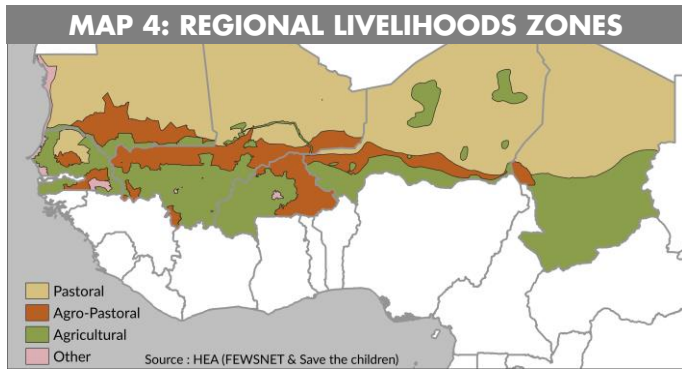 MAP 4: REGIONAL LIVELIHOODS ZONES
Pastoral
Agro-Pastoral
Agricultural
Other
Source : HEA (FEWSNET & Save the children)